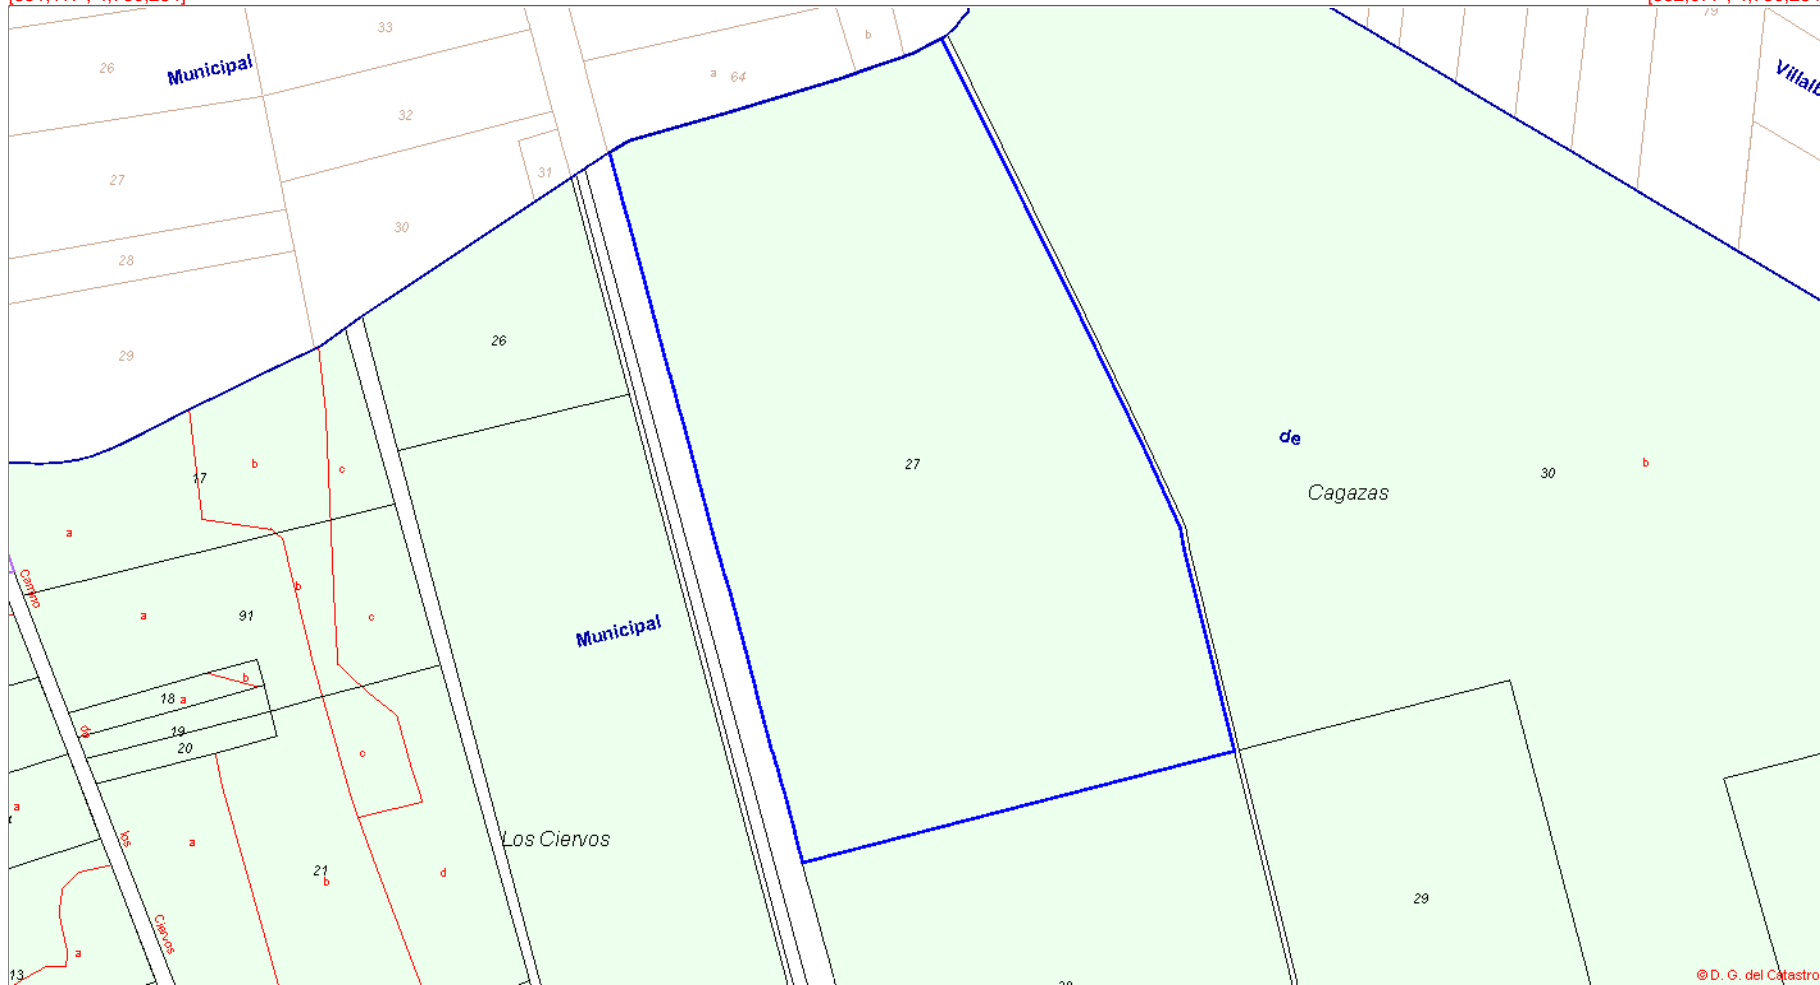 33
b
79
26
Municipal
a 64
Villalb
32
27
31
30
28
26
29
de
b
c
17
27
30
b
Cagazas
a
Camino
b
a
91
c
Municipal
18 a
b
de
19
20
c
a
Los Ciervos
los
a
21
b
d
29
Ciervos
a
13
© D. G. del Catastro